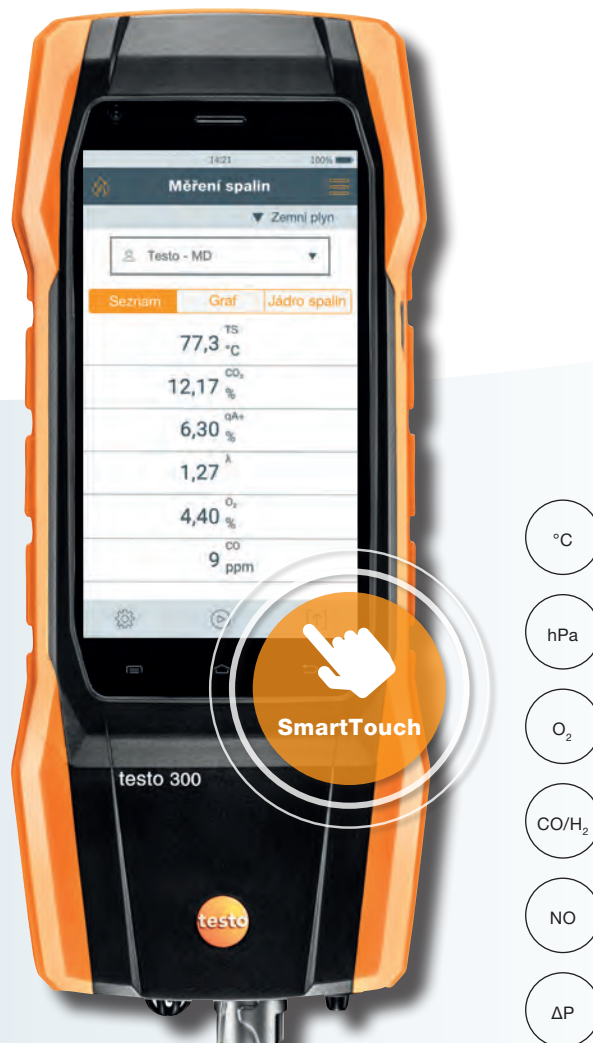 14:21 100%
Měření spalin
▼ Zemní plyn
Testo - MD ▼
Seznam Graf Jádro spalin
77,3 TS °C
12,17 CO₂ %
6,30 qA+ %
1,27 λ
4,40 O₂ %
9 CO ppm
SmartTouch
testo 300
testo
°C
hPa
O₂
CO/H₂
NO
ΔP